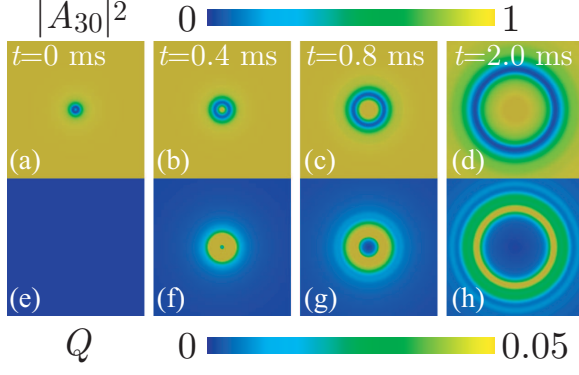 |A₃₀|² 0 1
t=0 ms t=0.4 ms t=0.8 ms t=2.0 ms
(a) (b) (c) (d)
(e) (f) (g) (h)
Q 0 0.05